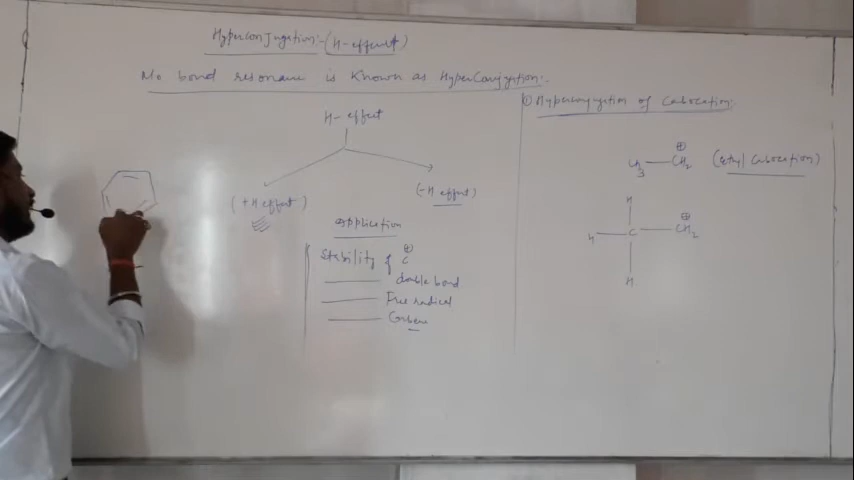 Hyperconjugation:-(H-effect)
No bond resonance is Known as HyperConjugation:-
H-effect
(+H effect)
(-H effect)
Application
Stability of C⊕
double bond
Free radical
Carbene
① Hyperconjugation of Carbocation:
CH3—CH2⊕ (Ethyl Carbocation)
H
H—C—CH2⊕
H